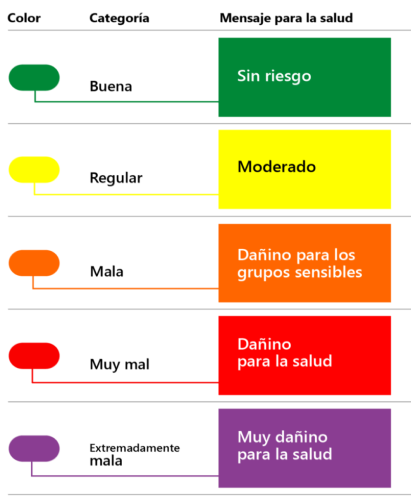 Color Categoría Mensaje para la salud
Buena
Sin riesgo
Regular
Moderado
Mala
Dañino para los
grupos sensibles
Muy mal
Dañino
para la salud
Extremadamente
mala
Muy dañino
para la salud